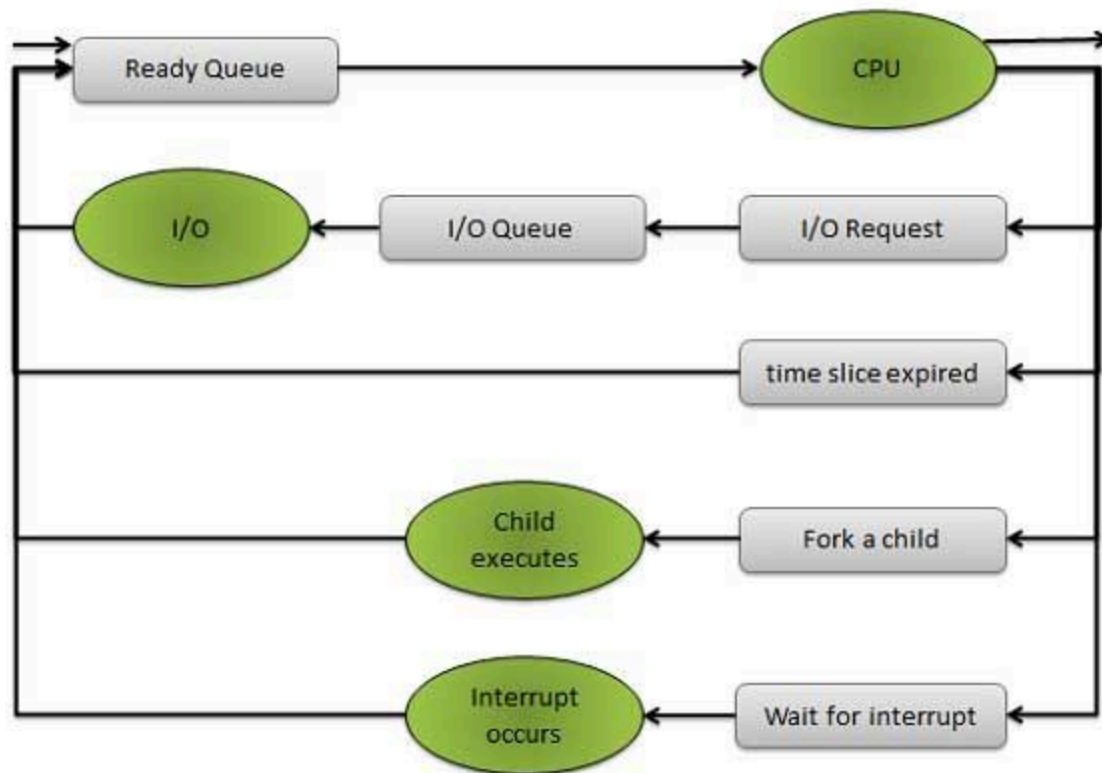 Ready Queue
CPU
I/O
I/O Queue
I/O Request
time slice expired
Child
executes
Fork a child
Interrupt
occurs
Wait for interrupt